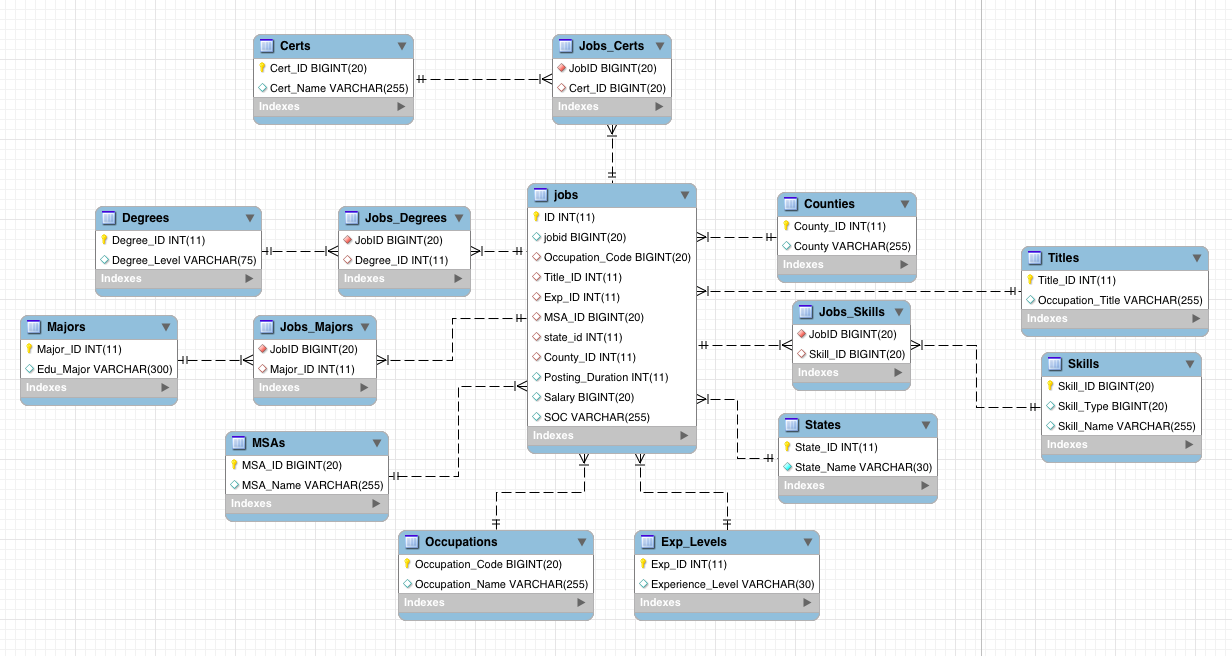 Certs
Cert_ID BIGINT(20)
Cert_Name VARCHAR(255)
Indexes
Jobs_Certs
JobID BIGINT(20)
Cert_ID BIGINT(20)
Indexes
Degrees
Degree_ID INT(11)
Degree_Level VARCHAR(75)
Indexes
Jobs_Degrees
JobID BIGINT(20)
Degree_ID INT(11)
Indexes
jobs
ID INT(11)
jobid BIGINT(20)
Occupation_Code BIGINT(20)
Title_ID INT(11)
Exp_ID INT(11)
MSA_ID BIGINT(20)
state_id INT(11)
County_ID INT(11)
Posting_Duration INT(11)
Salary BIGINT(20)
SOC VARCHAR(255)
Indexes
Counties
County_ID INT(11)
County VARCHAR(255)
Indexes
Titles
Title_ID INT(11)
Occupation_Title VARCHAR(255)
Indexes
Majors
Major_ID INT(11)
Edu_Major VARCHAR(300)
Indexes
Jobs_Majors
JobID BIGINT(20)
Major_ID INT(11)
Indexes
Jobs_Skills
JobID BIGINT(20)
Skill_ID BIGINT(20)
Indexes
Skills
Skill_ID BIGINT(20)
Skill_Type BIGINT(20)
Skill_Name VARCHAR(255)
Indexes
MSAs
MSA_ID BIGINT(20)
MSA_Name VARCHAR(255)
Indexes
States
State_ID INT(11)
State_Name VARCHAR(30)
Indexes
Occupations
Occupation_Code BIGINT(20)
Occupation_Name VARCHAR(255)
Indexes
Exp_Levels
Exp_ID INT(11)
Experience_Level VARCHAR(30)
Indexes